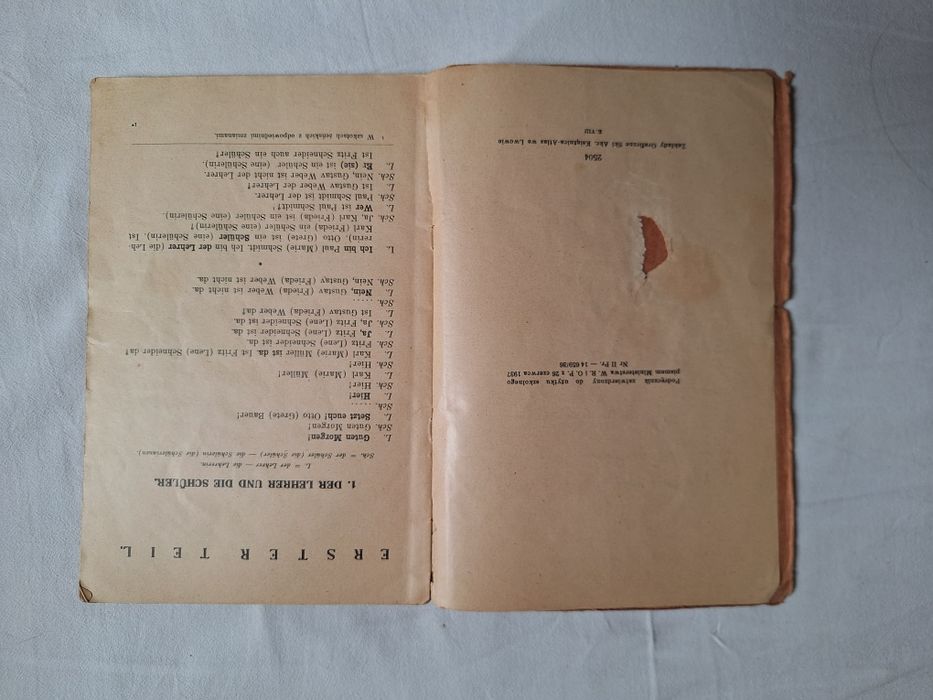 Podręcznik zatwierdzony do użytku szkolnego
pismem Ministerstwa W. R. i O. P. z 26 czerwca 1937
Nr II Pr. — 14 659/36
2504
Zakłady Graficzne Ski Akc. Książnica-Atlas we Lwowie
ERSTER TEIL.
1. DER LEHRER UND DIE SCHÜLER.
L. = der Lehrer — die Lehrerin.
Sch. = der Schüler (die Schüler) — die Schülerin (die Schülerinnen).
L. Guten Morgen!
Sch. Guten Morgen!
L. Setzt euch! Otto (Grete) Bauer!
Sch. .....
L. Hier!
Sch. Hier!
L. Karl (Marie) Müller!
Sch. Hier!
L. Karl (Marie) Müller ist da. Ist Fritz (Lene) Schneider da?
Sch. Fritz (Lene) Schneider ist da.
L. Ja, Fritz (Lene) Schneider ist da.
Sch. Ja, Fritz (Lene) Schneider ist da.
L. Ist Gustav (Frieda) Weber da?
Sch. .....
L. Nein, Gustav (Frieda) Weber ist nicht da.
Sch. Nein, Gustav (Frieda) Weber ist nicht da.
*
L. Ich bin Paul (Marie) Schmidt. Ich bin der Lehrer (die Leh-
rerin). Otto (Grete) ist ein Schüler (eine Schülerin). Ist
Karl (Frieda) ein Schüler (eine Schülerin)?
Sch. Ja, Karl (Frieda) ist ein Schüler (eine Schülerin).
L. Wer ist Paul Schmidt?¹
Sch. Paul Schmidt ist der Lehrer.
L. Ist Gustav Weber der Lehrer?
Sch. Nein, Gustav Weber ist nicht der Lehrer.
L. Er (sie) ist ein Schüler (eine Schülerin).
Ist Fritz Schneider auch ein Schüler?
¹ W szkołach żeńskich z odpowiedniemi zmianami.
1*